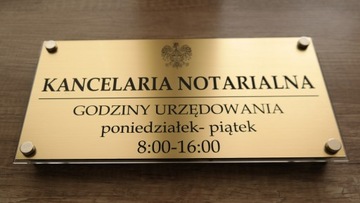 KANCELARIA NOTARIALNA
GODZINY URZĘDOWANIA
poniedziałek- piątek
8:00-16:00